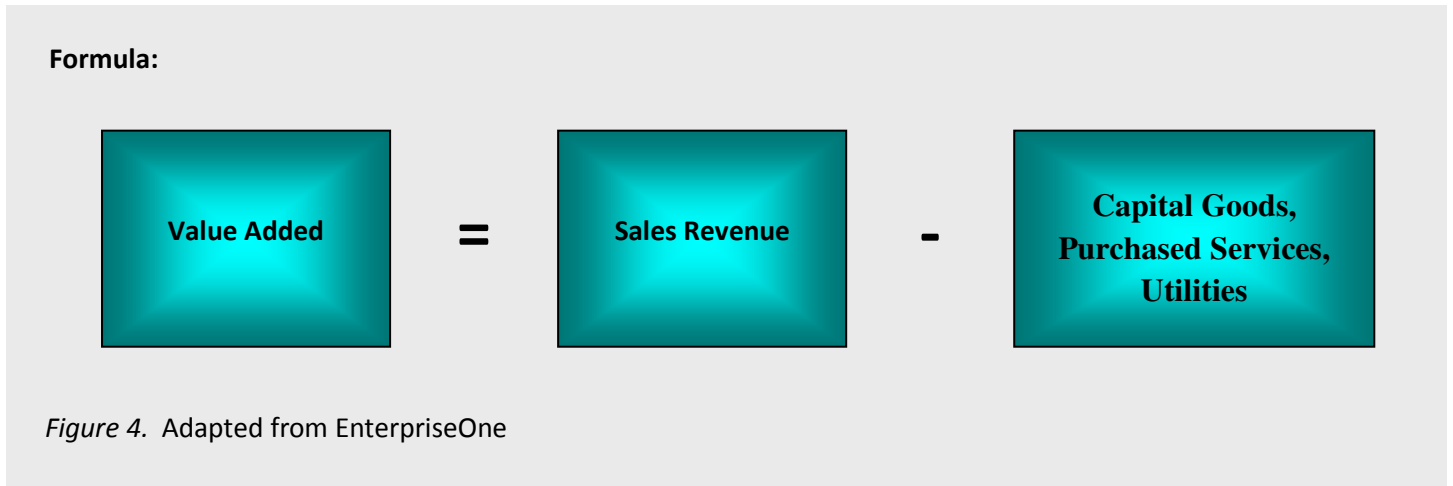 Formula:
Value Added = Sales Revenue - Capital Goods,
Purchased Services,
Utilities
Figure 4. Adapted from EnterpriseOne